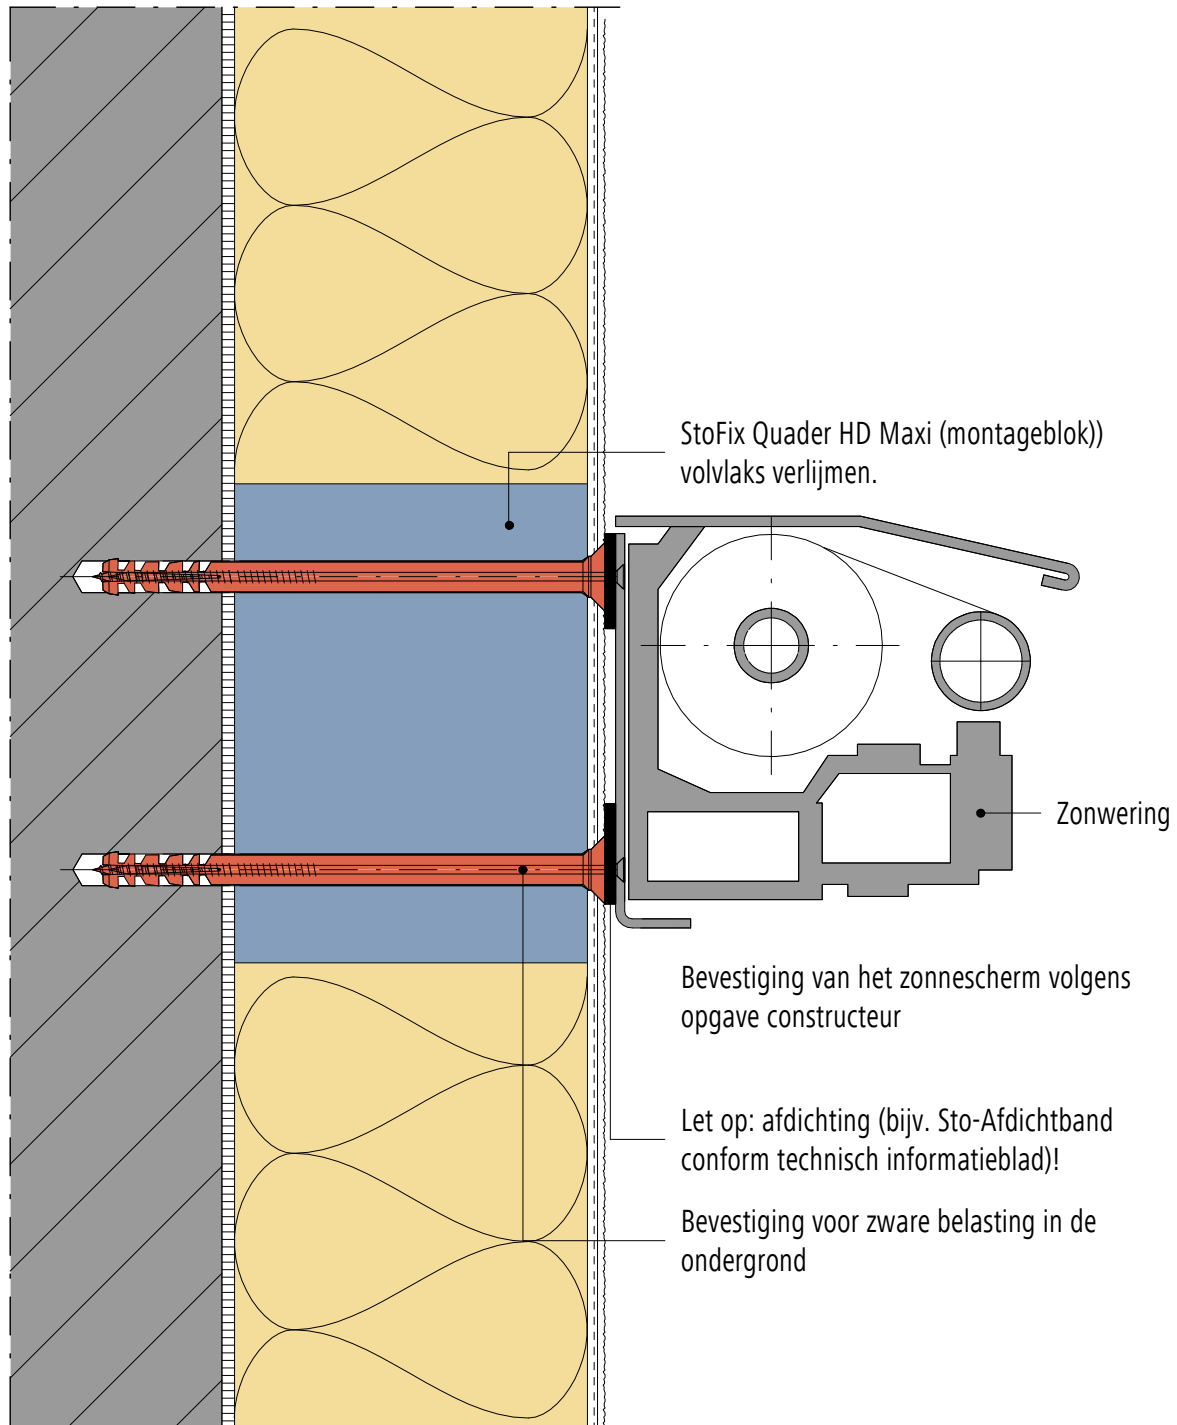 StoFix Quader HD Maxi (montageblok))
volvlaks verlijmen.
Zonwering
Bevestiging van het zonnescherm volgens
opgave constructeur
Let op: afdichting (bijv. Sto-Afdichtband
conform technisch informatieblad)!
Bevestiging voor zware belasting in de
ondergrond